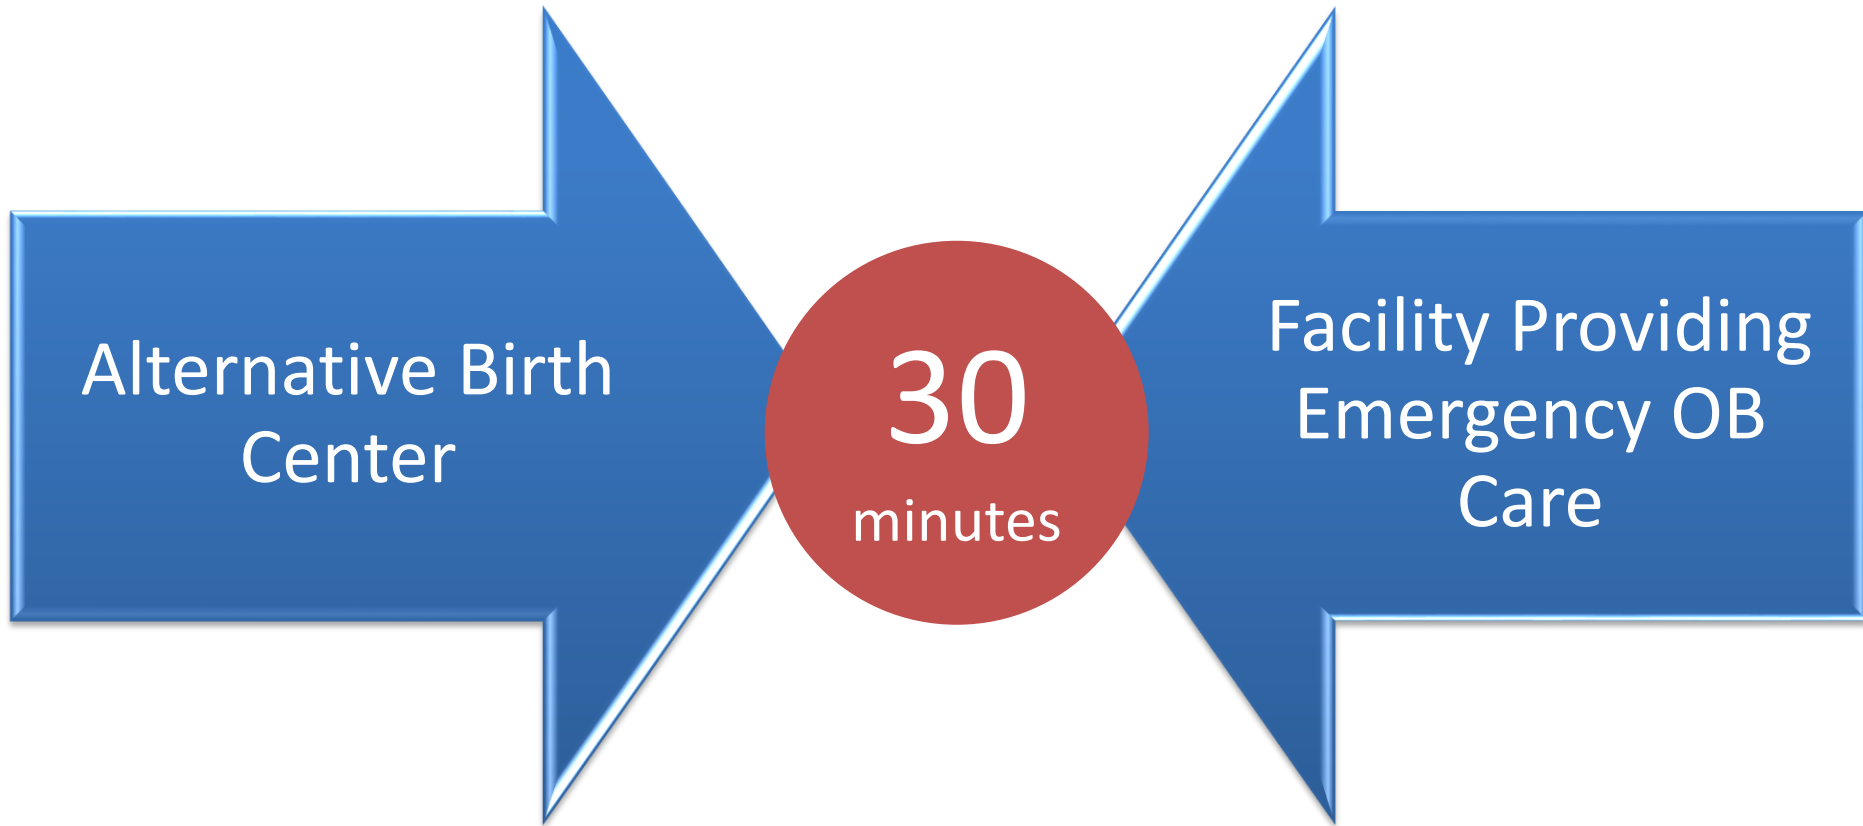 Alternative Birth
Center
30
minutes
Facility Providing
Emergency OB
Care